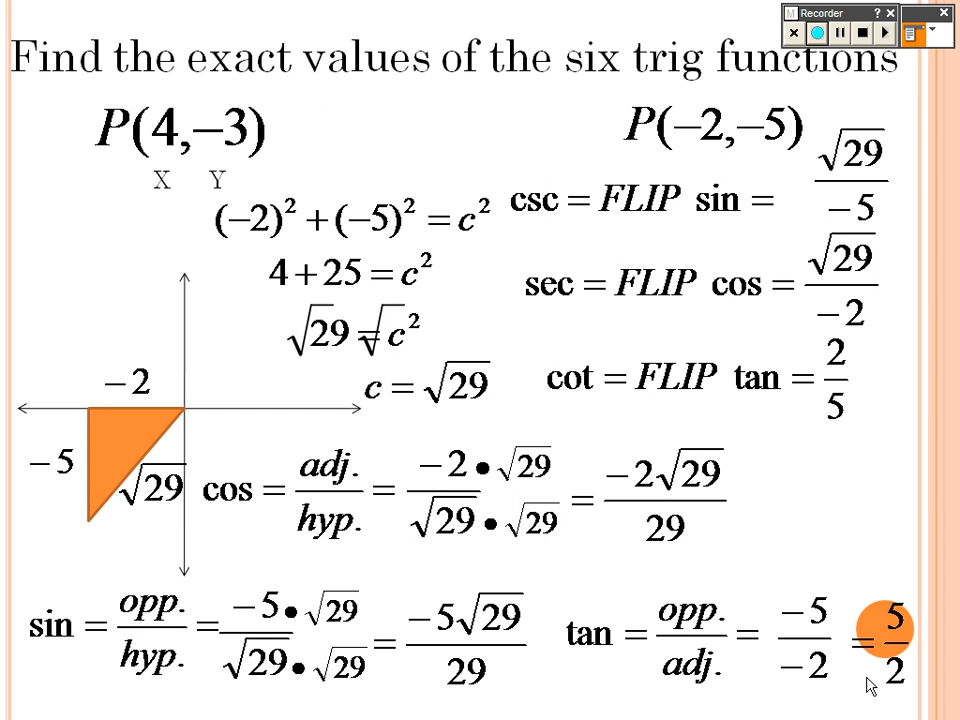 Recorder
Find the exact values of the six trig functions
P(4,–3)
X Y
P(–2,–5)
(–2)² + (–5)² = c²
4 + 25 = c²
√29 = √c²
c = √29
csc = FLIP sin = √29 / –5
sec = FLIP cos = √29 / –2
cot = FLIP tan = 2 / 5
–2
–5
√29
cos = adj. / hyp. = –2 • √29 / √29 • √29 = –2√29 / 29
sin = opp. / hyp. = –5 • √29 / √29 • √29 = –5√29 / 29
tan = opp. / adj. = –5 / –2 = 5 / 2